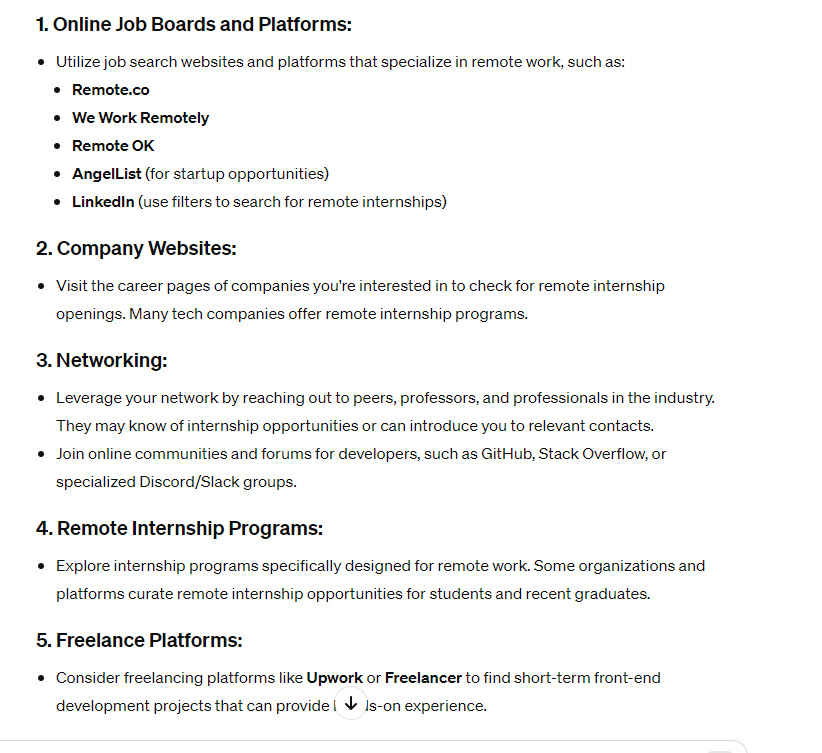 1. Online Job Boards and Platforms:
• Utilize job search websites and platforms that specialize in remote work, such as:
• Remote.co
• We Work Remotely
• Remote OK
• AngelList (for startup opportunities)
• LinkedIn (use filters to search for remote internships)
2. Company Websites:
• Visit the career pages of companies you're interested in to check for remote internship
openings. Many tech companies offer remote internship programs.
3. Networking:
• Leverage your network by reaching out to peers, professors, and professionals in the industry.
They may know of internship opportunities or can introduce you to relevant contacts.
• Join online communities and forums for developers, such as GitHub, Stack Overflow, or
specialized Discord/Slack groups.
4. Remote Internship Programs:
• Explore internship programs specifically designed for remote work. Some organizations and
platforms curate remote internship opportunities for students and recent graduates.
5. Freelance Platforms:
• Consider freelancing platforms like Upwork or Freelancer to find short-term front-end
development projects that can provide ls-on experience.